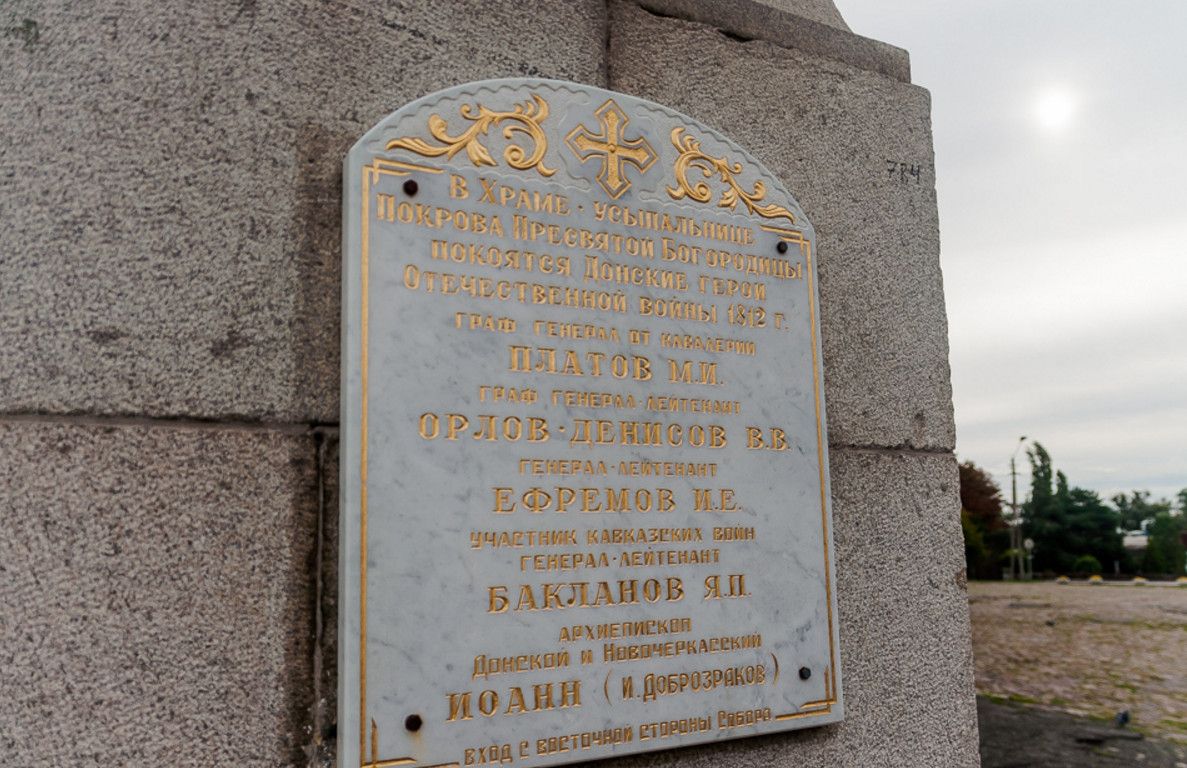 784
В Храме - усыпальнице
Покрова Пресвятой Богородицы
покоятся Донские герои
Отечественной войны 1812 г.
граф генерал от кавалерии
ПЛАТОВ М.И.
граф генерал-лейтенант
ОРЛОВ-ДЕНИСОВ В.В.
генерал-лейтенант
ЕФРЕМОВ И.Е.
участник кавказских войн
генерал-лейтенант
БАКЛАНОВ Я.П.
архиепископ
Донской и Новочеркасский
ИОАНН (И.Доброзраков)
вход с восточной стороны Собора